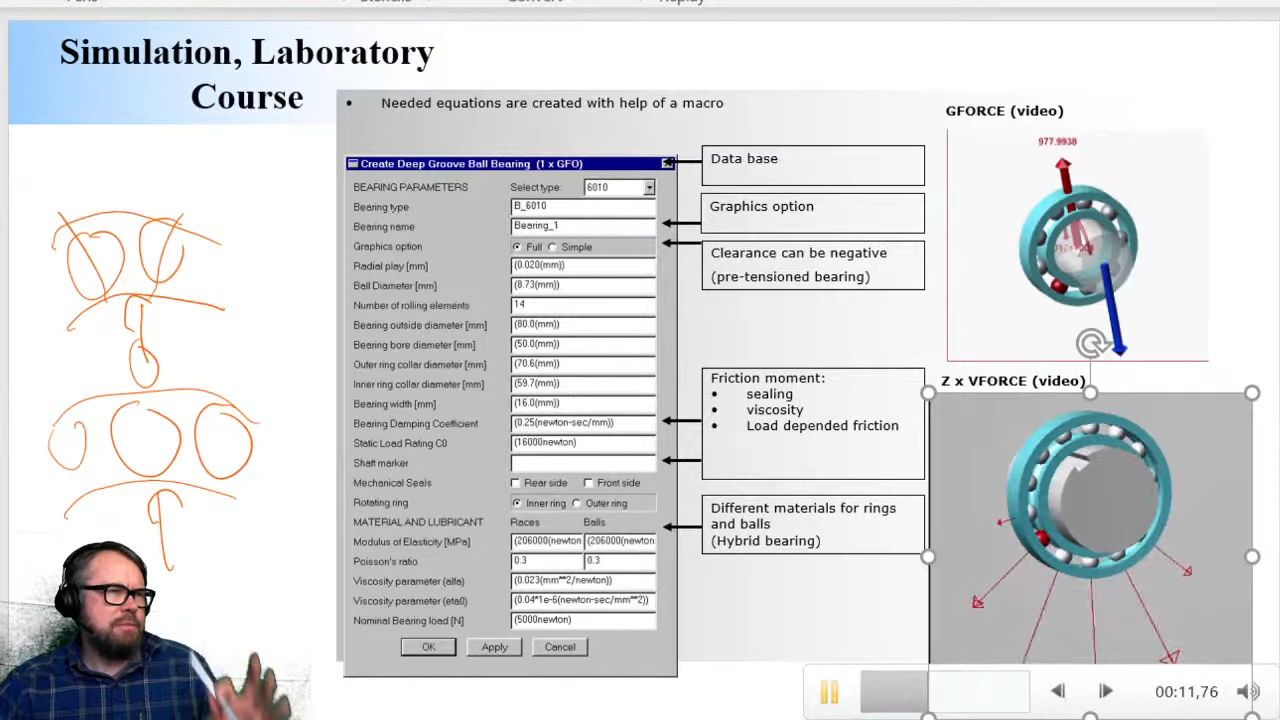 Simulation, Laboratory
Course
• Needed equations are created with help of a macro
Create Deep Groove Ball Bearing (1 x GFO)
BEARING PARAMETERS Select type: 6010
Bearing type B_6010
Bearing name Bearing_1
Graphics option Full Simple
Radial play [mm] (0.020(mm))
Ball Diameter [mm] (8.73(mm))
Number of rolling elements 14
Bearing outside diameter [mm] (80.0(mm))
Bearing bore diameter [mm] (50.0(mm))
Outer ring collar diameter [mm] (70.6(mm))
Inner ring collar diameter [mm] (59.7(mm))
Bearing width [mm] (16.0(mm))
Bearing Damping Coefficient (0.25(newton-sec/mm))
Static Load Rating C0 (16000newton)
Shaft marker
Mechanical Seals Rear side Front side
Rotating ring Inner ring Outer ring
MATERIAL AND LUBRICANT Races Balls
Modulus of Elasticity [MPa] (206000(newton (206000(newton
Poisson's ratio 0.3 0.3
Viscosity parameter (alfa) (0.023(mm**2/newton))
Viscosity parameter (eta0) (0.04*1e-6(newton-sec/mm**2))
Nominal Bearing load [N] (5000newton)
OK Apply Cancel
Data base
Graphics option
Clearance can be negative
(pre-tensioned bearing)
Friction moment:
• sealing
• viscosity
• Load depended friction
Different materials for rings
and balls
(Hybrid bearing)
GFORCE (video)
977.9938
Z x VFORCE (video)
00:11,76